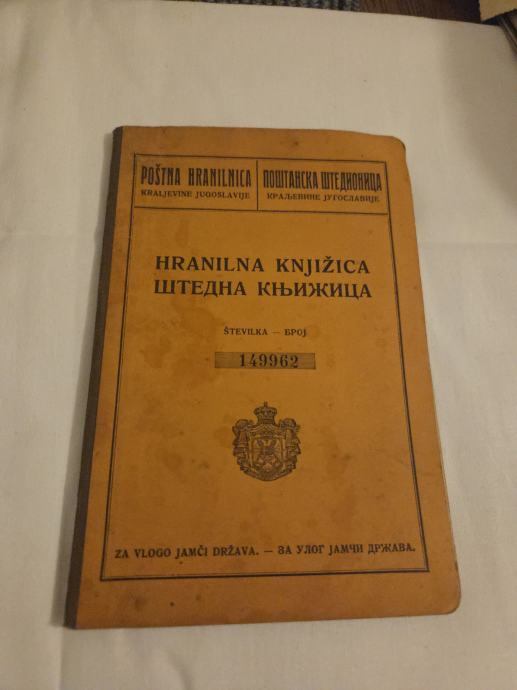 POŠTNA HRANILNICA
KRALJEVINE JUGOSLAVIJE
ПОШТАНСКА ШТЕДИОНИЦА
КРАЉЕВИНЕ ЈУГОСЛАВИЈЕ
HRANILNA KNJIŽICA
ШТЕДНА КЊИЖИЦА
ŠTEVILKA — БРОЈ
149962
ZA VLOGO JAMČI DRŽAVA. — ЗА УЛОГ ЈАМЧИ ДРЖАВА.